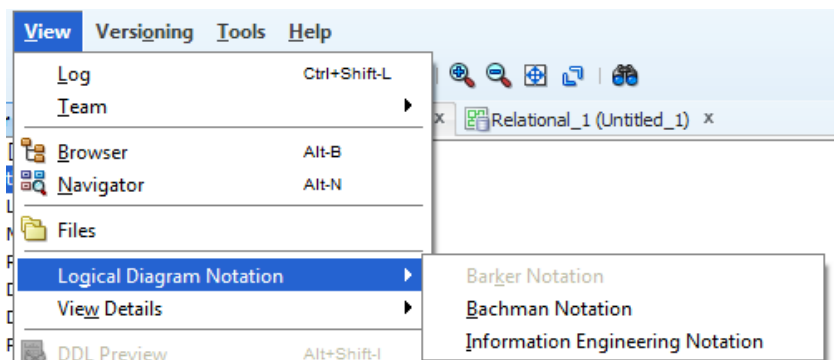 View Versioning Tools Help
Log Ctrl+Shift-L
Team
x Relational_1 (Untitled_1) x
Browser Alt-B
Navigator Alt-N
Files
Logical Diagram Notation Barker Notation
View Details Bachman Notation
Information Engineering Notation
DDL Preview Alt+Shift-I